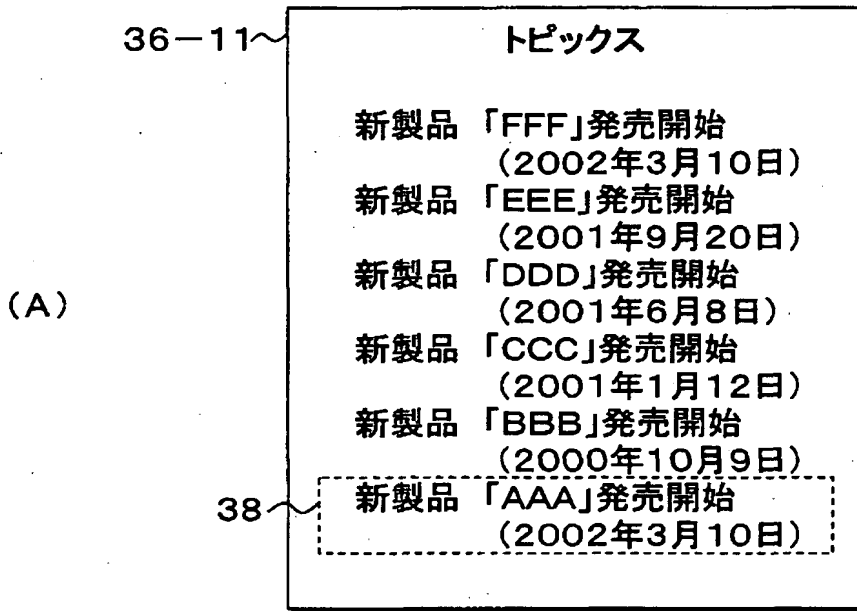 36-11
トピックス
新製品 「FFF」発売開始
(2002年3月10日)
新製品 「EEE」発売開始
(2001年9月20日)
新製品 「DDD」発売開始
(2001年6月8日)
(A)
新製品 「CCC」発売開始
(2001年1月12日)
新製品 「BBB」発売開始
(2000年10月9日)
38
新製品 「AAA」発売開始
(2002年3月10日)